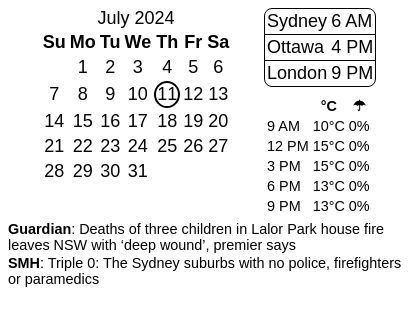 July 2024
Su Mo Tu We Th Fr Sa
1 2 3 4 5 6
7 8 9 10 11 12 13
14 15 16 17 18 19 20
21 22 23 24 25 26 27
28 29 30 31
Sydney 6 AM
Ottawa 4 PM
London 9 PM
°C ☂
9 AM 10°C 0%
12 PM 15°C 0%
3 PM 15°C 0%
6 PM 13°C 0%
9 PM 13°C 0%
Guardian: Deaths of three children in Lalor Park house fire
leaves NSW with ‘deep wound’, premier says
SMH: Triple 0: The Sydney suburbs with no police, firefighters
or paramedics